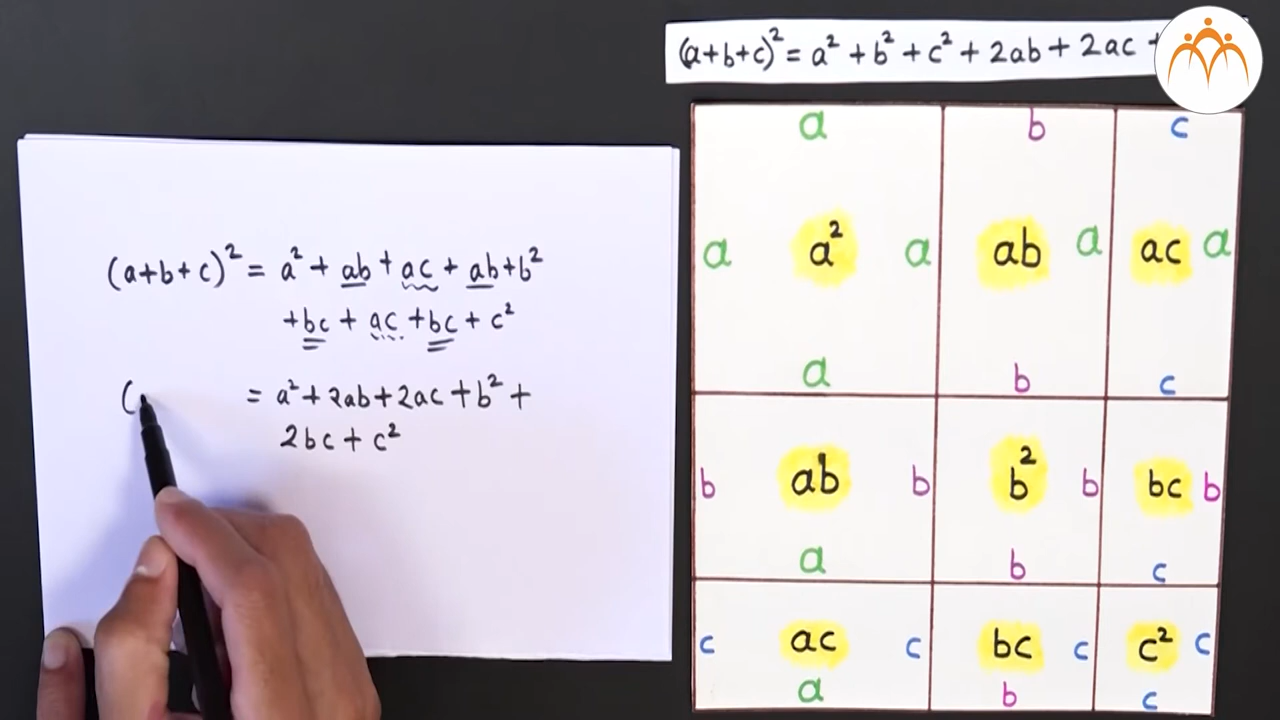 (a+b+c)² = a² + b² + c² + 2ab + 2ac +
(a+b+c)² = a² + ab + ac + ab + b²
+ bc + ac + bc + c²
( = a² + 2ab + 2ac + b² +
2bc + c²
a b c
a a² a ab a ac a
a b c
b ab b b² b bc b
a b c
c ac c bc c c² c
a b c